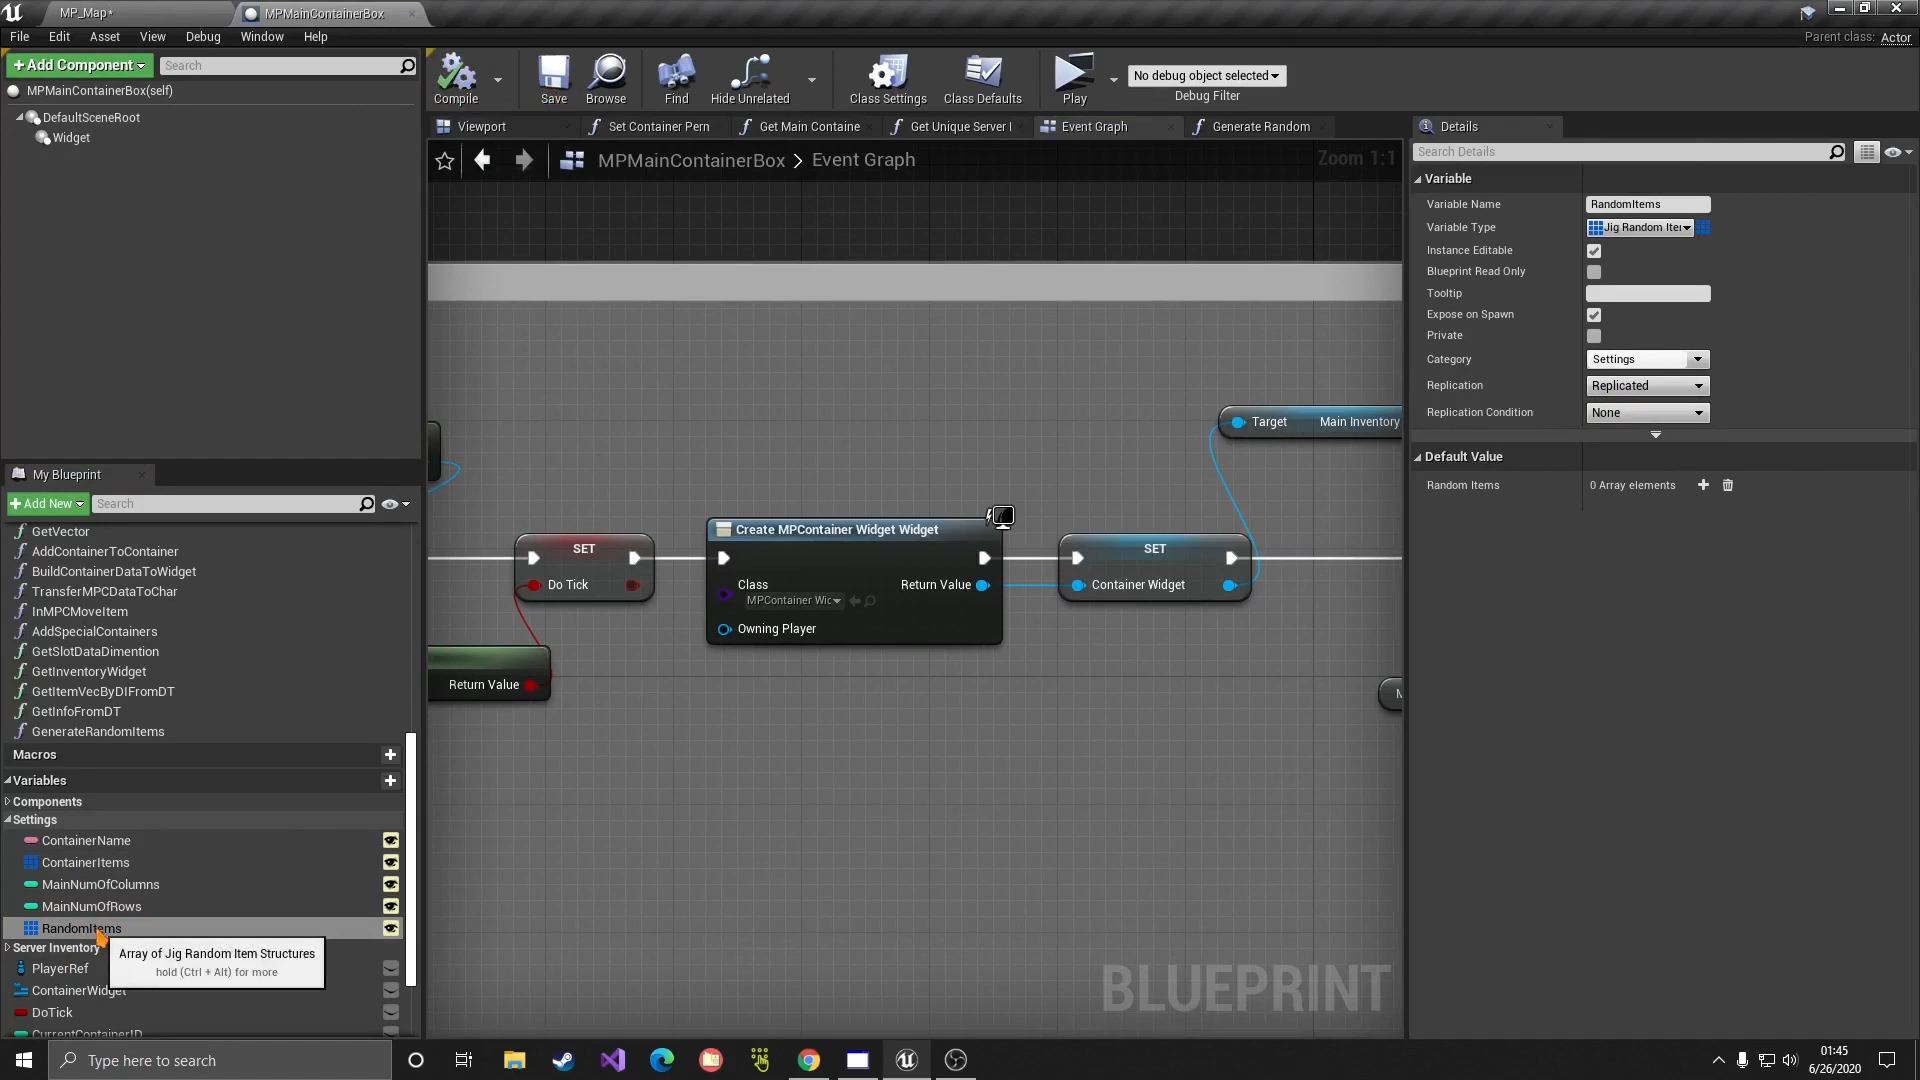 MP_Map*
MPMainContainerBox
File Edit Asset View Debug Window Help
Parent class: Actor
+ Add Component
Search
MPMainContainerBox(self)
DefaultSceneRoot
Widget
Compile
Save
Browse
Find
Hide Unrelated
Class Settings
Class Defaults
Play
No debug object selected
Debug Filter
Viewport
Set Container Pern
Get Main Containe
Get Unique Server I
Event Graph
Generate Random
MPMainContainerBox > Event Graph
Zoom 1:1
Target Main Inventory
SET
Do Tick
Return Value
Create MPContainer Widget Widget
Class Return Value
MPContainer Wic
Owning Player
SET
Container Widget
BLUEPRINT
My Blueprint
+ Add New
Search
GetVector
AddContainerToContainer
BuildContainerDataToWidget
TransferMPCDataToChar
InMPCMoveItem
AddSpecialContainers
GetSlotDataDimention
GetInventoryWidget
GetItemVecByDIFromDT
GetInfoFromDT
GenerateRandomItems
Macros
Variables
Components
Settings
ContainerName
ContainerItems
MainNumOfColumns
MainNumOfRows
RandomItems
Server Inventory
PlayerRef
ContainerWidget
DoTick
CurrentContainerID
Array of Jig Random Item Structures
hold (Ctrl + Alt) for more
Details
Search Details
Variable
Variable Name RandomItems
Variable Type Jig Random Iter
Instance Editable
Blueprint Read Only
Tooltip
Expose on Spawn
Private
Category Settings
Replication Replicated
Replication Condition None
Default Value
Random Items 0 Array elements
Type here to search
01:45
6/26/2020